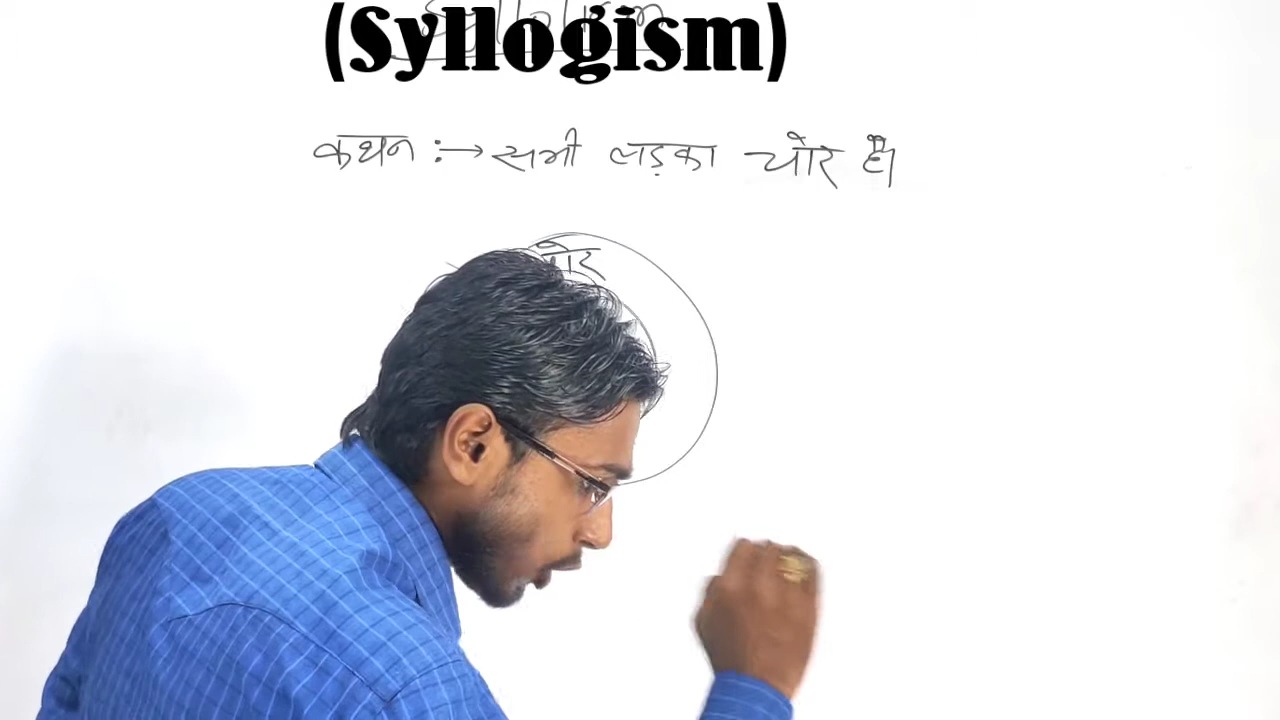 (Syllogism)
कथन :→ सभी लड़का चोर हैं।
चोर